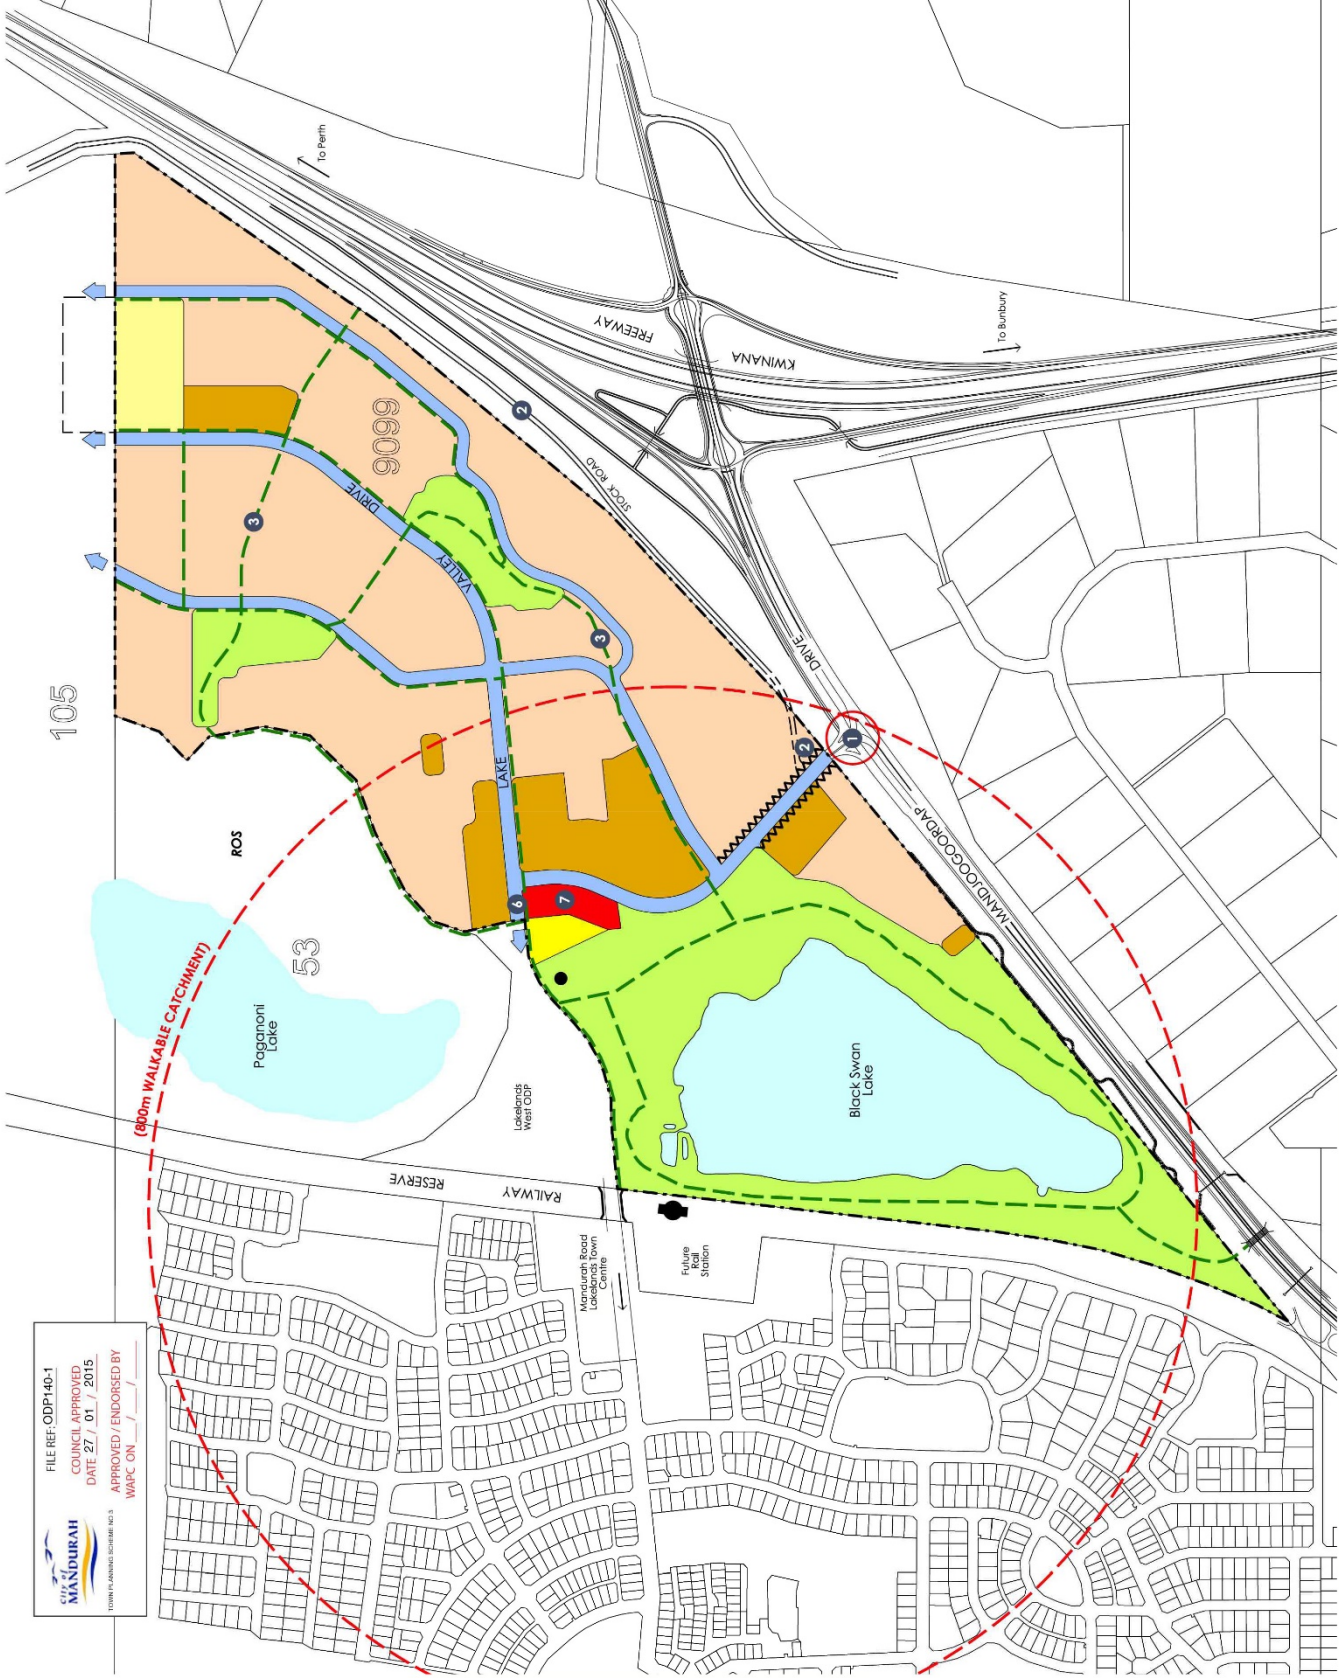 To Perth
FREEWAY
KWINANA
To Bunbury
2
STOCK ROAD
9099
3
DRIVE
VALLEY
3
LAKE
105
ROS
DRIVE
2
1
MANDJOOGOORDAP
6
7
53
(800m WALKABLE CATCHMENT)
Paganoni
Lake
Lakelands
West ODP
Black Swan
Lake
RESERVE
RAILWAY
Mandurah Road
Lakelands Town
Centre
Future
Rail
Station
FILE REF: ODP140-1
COUNCIL APPROVED
DATE 27 / 01 / 2015
APPROVED / ENDORSED BY
WAPC ON ___ / ___ / ___
City of
MANDURAH
TOWN PLANNING SCHEME NO 3